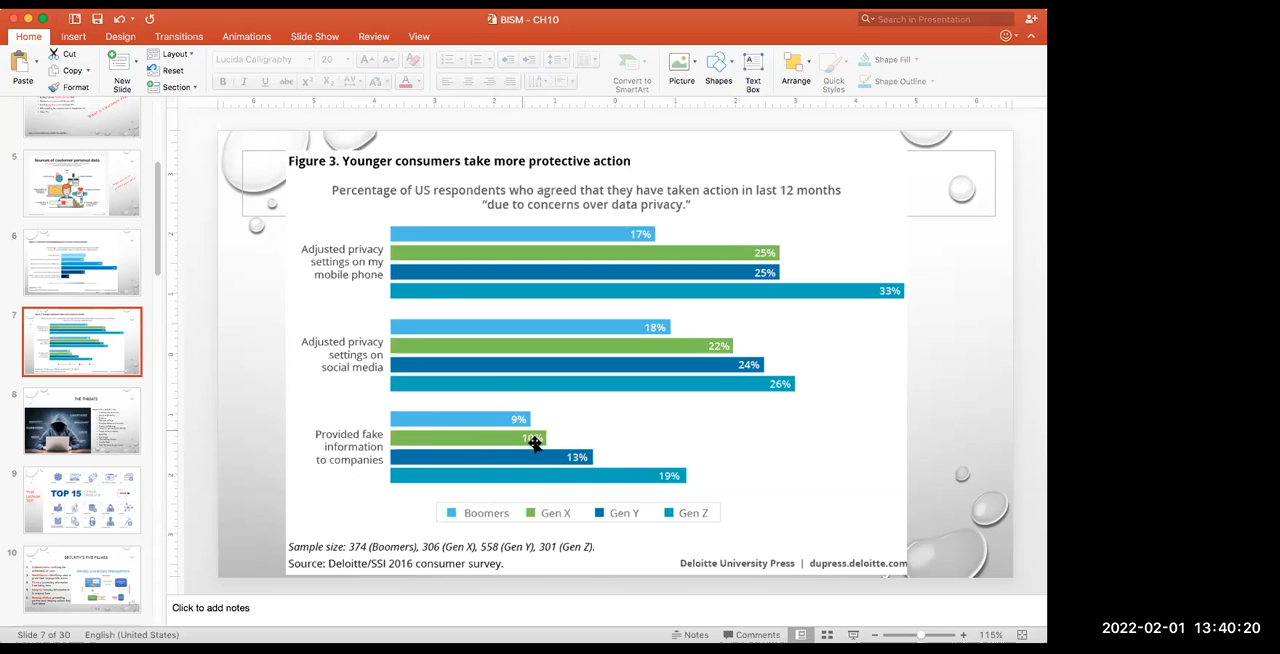 BISM - CH10
Search in Presentation
Home Insert Design Transitions Animations Slide Show Review View
Cut
Copy
Format
Paste
New
Slide
Layout
Reset
Section
Lucida Calligraphy 20
Convert to
SmartArt
Picture
Shapes
Text
Box
Arrange
Quick
Styles
Shape Fill
Shape Outline
5
Sources of customer personal data
6
7
8
THE THREATS
9
TOP 15
10
SECURITY'S FIVE PILLARS
Figure 3. Younger consumers take more protective action
Percentage of US respondents who agreed that they have taken action in last 12 months
“due to concerns over data privacy.”
Adjusted privacy
settings on my
mobile phone
17%
25%
25%
33%
Adjusted privacy
settings on
social media
18%
22%
24%
26%
Provided fake
information
to companies
9%
13%
19%
Boomers Gen X Gen Y Gen Z
Sample size: 374 (Boomers), 306 (Gen X), 558 (Gen Y), 301 (Gen Z).
Source: Deloitte/SSI 2016 consumer survey.
Deloitte University Press | dupress.deloitte.com
Click to add notes
Slide 7 of 30 English (United States) Notes Comments 115%
2022-02-01 13:40:20